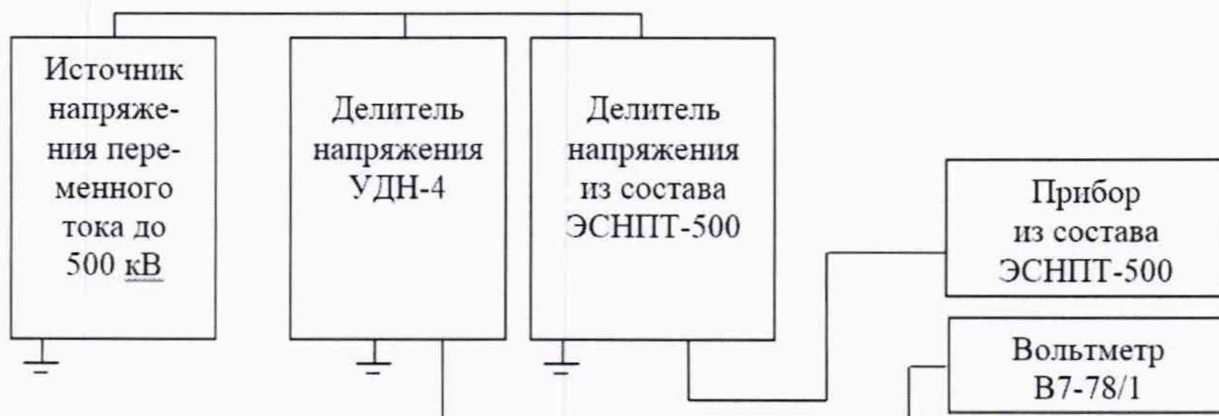 Источник
напряже-
ния пере-
менного
тока до
500 кВ
Делитель
напряжения
УДН-4
Делитель
напряжения
из состава
ЭСНПТ-500
Прибор
из состава
ЭСНПТ-500
Вольтметр
В7-78/1